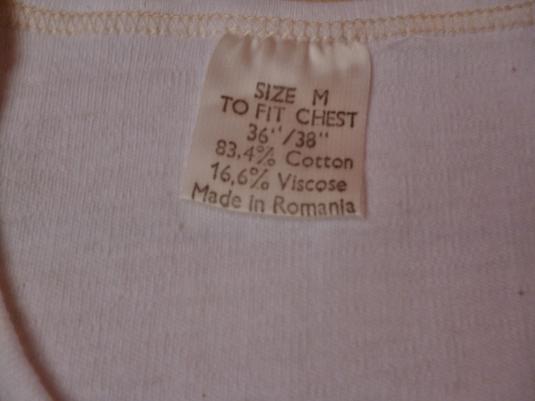 SIZE M
TO FIT CHEST
36"/38"
83,4% Cotton
16,6% Viscose
Made in Romania